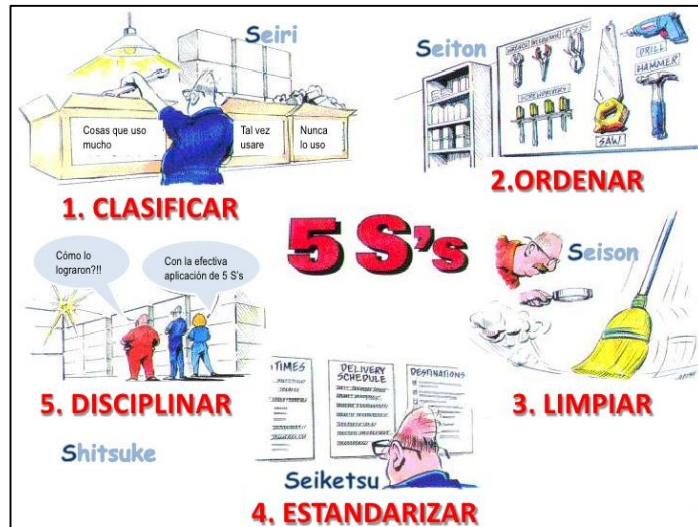 Seiri
Cosas que uso
mucho
Tal vez
usare
Nunca
lo uso
1. CLASIFICAR
Seiton
DRILL
HAMMER
SAW
2.ORDENAR
5 S's
Cómo lo
lograron?!!
Con la efectiva
aplicación de 5 S's
5. DISCIPLINAR
Shitsuke
Seison
3. LIMPIAR
TIMES
DELIVERY
SCHEDULE
DESTINATIONS
Seiketsu
4. ESTANDARIZAR